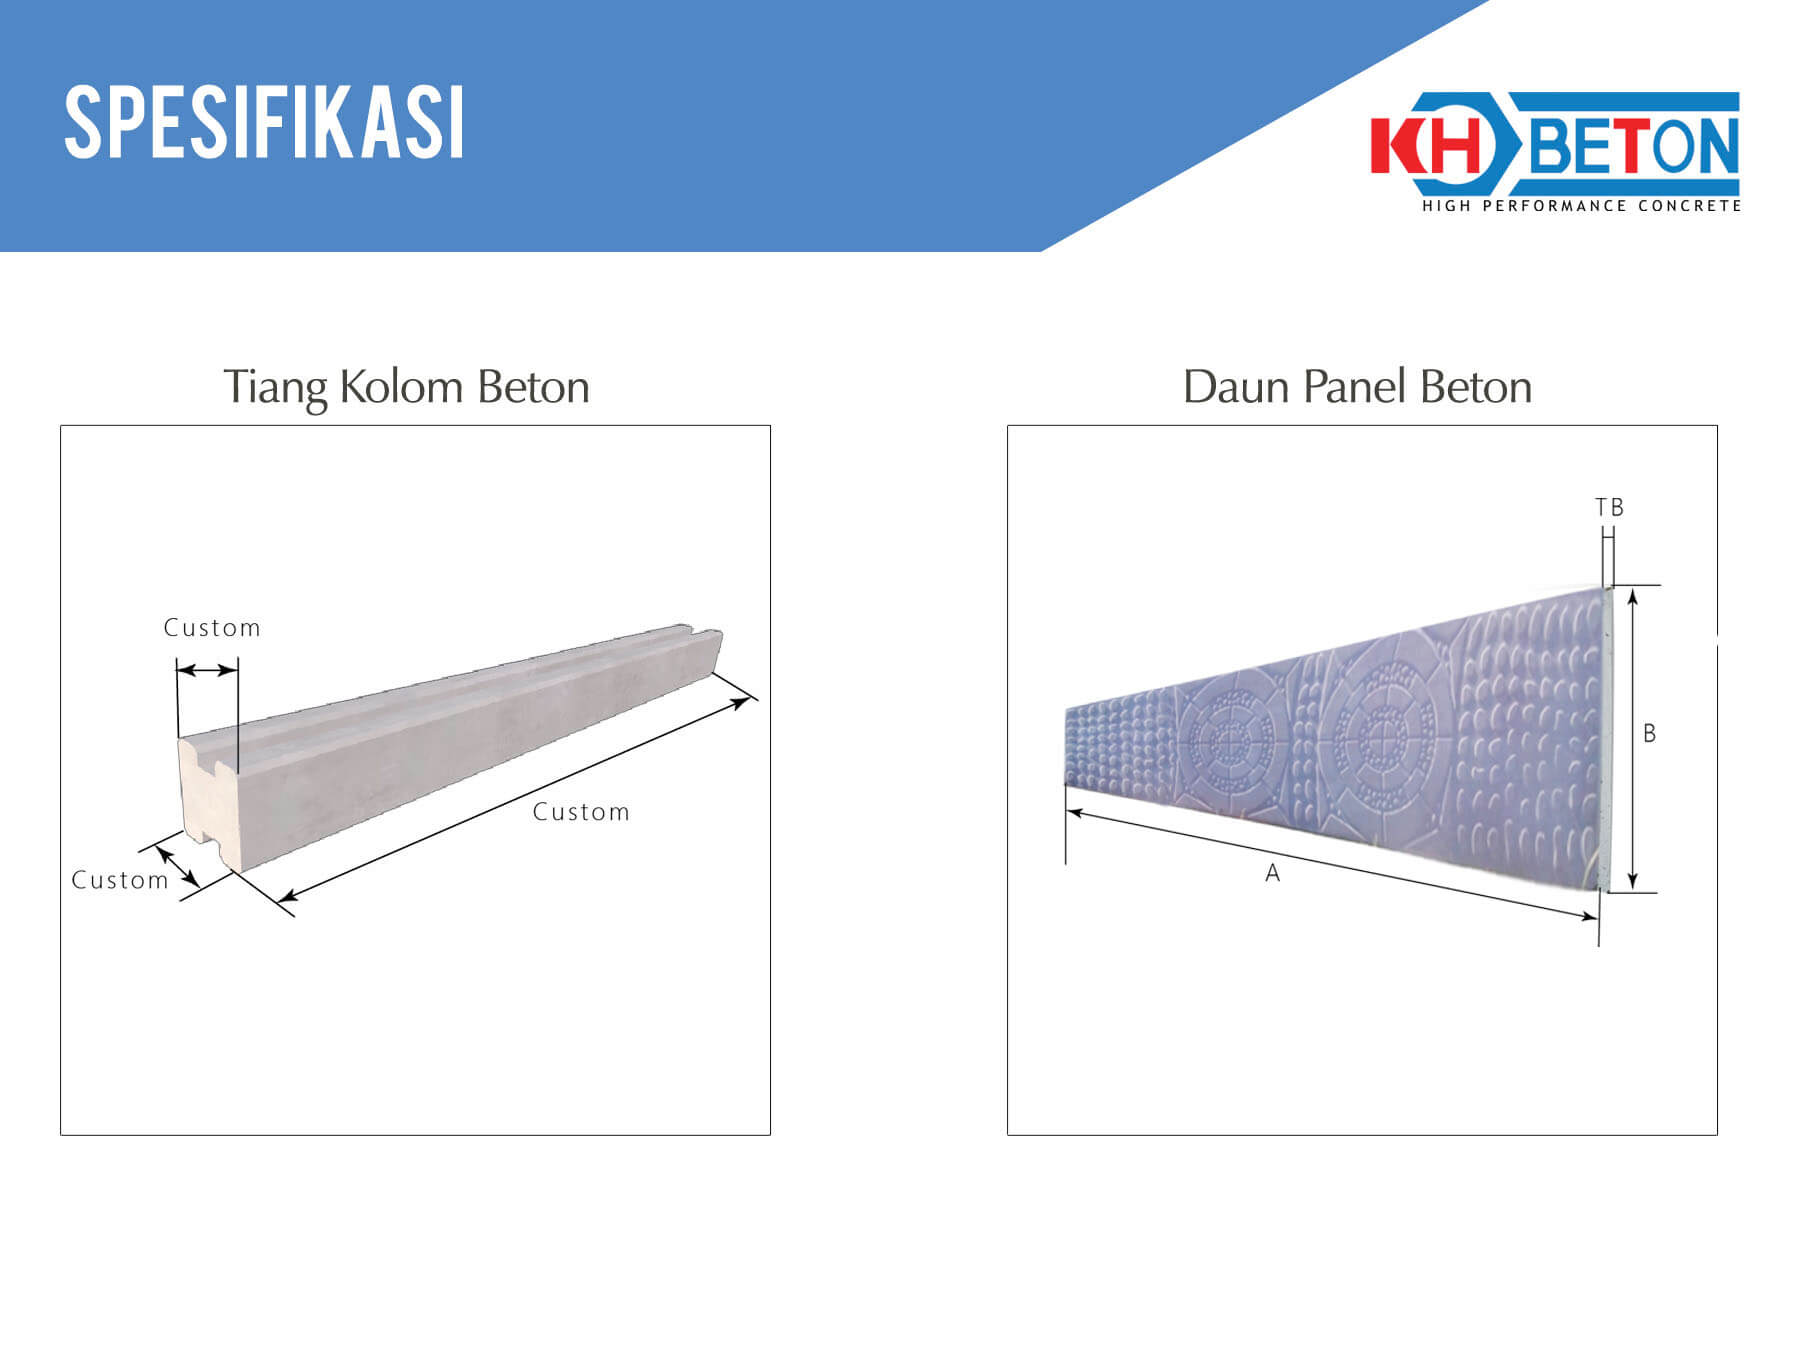 SPESIFIKASI
KH BETON
HIGH PERFORMANCE CONCRETE
Tiang Kolom Beton
Custom
Custom
Custom
Daun Panel Beton
TB
B
A